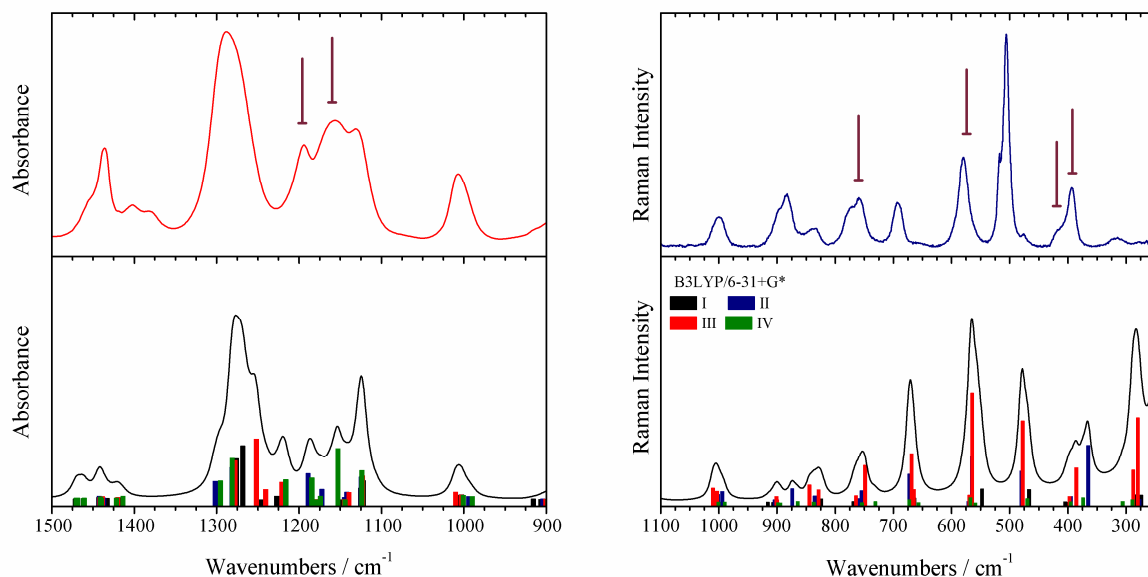 Absorbance
Raman Intensity
Absorbance
Raman Intensity
B3LYP/6-31+G*
I II
III IV
1500 1400 1300 1200 1100 1000 900
1100 1000 900 800 700 600 500 400 300
Wavenumbers / cm-1
Wavenumbers / cm-1